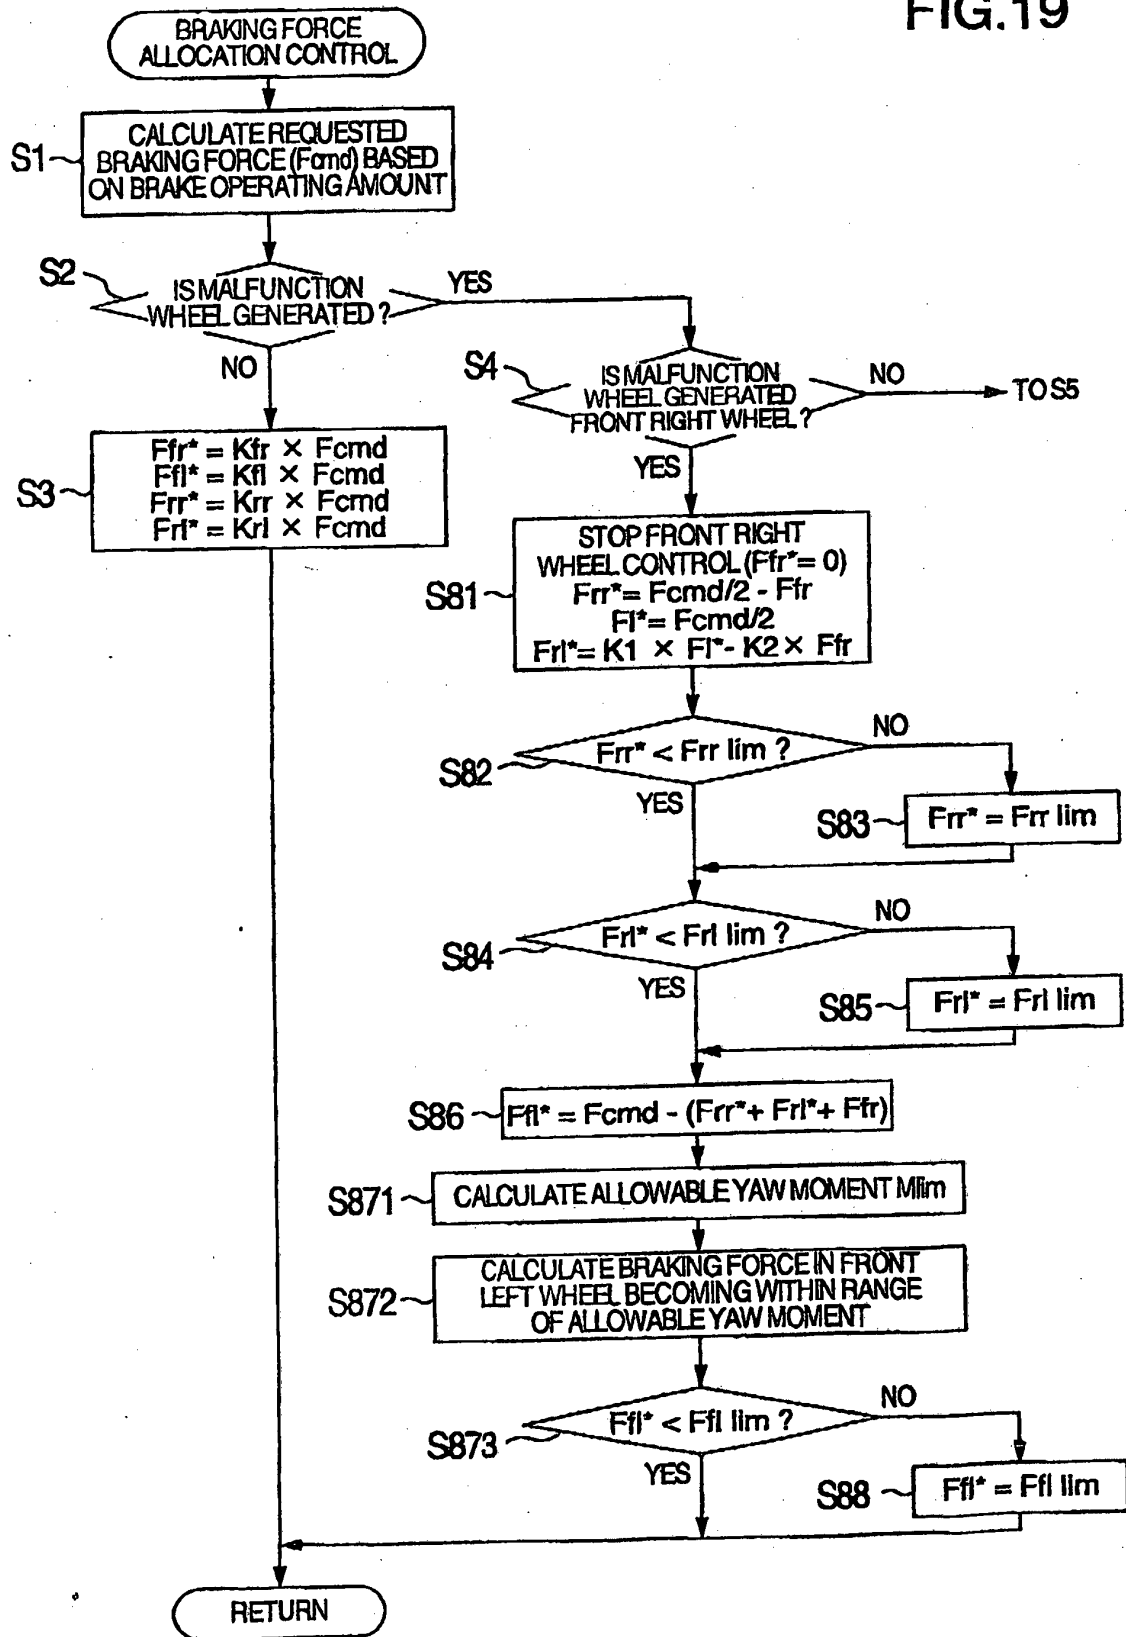 FIG.19
BRAKING FORCE
ALLOCATION CONTROL
S1
CALCULATE REQUESTED
BRAKING FORCE (Fcmd) BASED
ON BRAKE OPERATING AMOUNT
S2
IS MALFUNCTION
WHEEL GENERATED ?
YES
NO
S4
IS MALFUNCTION
WHEEL GENERATED
FRONT RIGHT WHEEL ?
NO
TO S5
YES
S3
Ffr* = Kfr × Fcmd
Ffl* = Kfl × Fcmd
Frr* = Krr × Fcmd
Frl* = Krl × Fcmd
S81
STOP FRONT RIGHT
WHEEL CONTROL (Ffr* = 0)
Frr* = Fcmd/2 - Ffr
Fl* = Fcmd/2
Frl* = K1 × Fl* - K2 × Ffr
S82
Frr* < Frr lim ?
NO
YES
S83
Frr* = Frr lim
S84
Frl* < Frl lim ?
NO
YES
S85
Frl* = Frl lim
S86
Ffl* = Fcmd - (Frr* + Frl* + Ffr)
S871
CALCULATE ALLOWABLE YAW MOMENT Mlim
S872
CALCULATE BRAKING FORCE IN FRONT
LEFT WHEEL BECOMING WITHIN RANGE
OF ALLOWABLE YAW MOMENT
S873
Ffl* < Ffl lim ?
NO
YES
S88
Ffl* = Ffl lim
RETURN